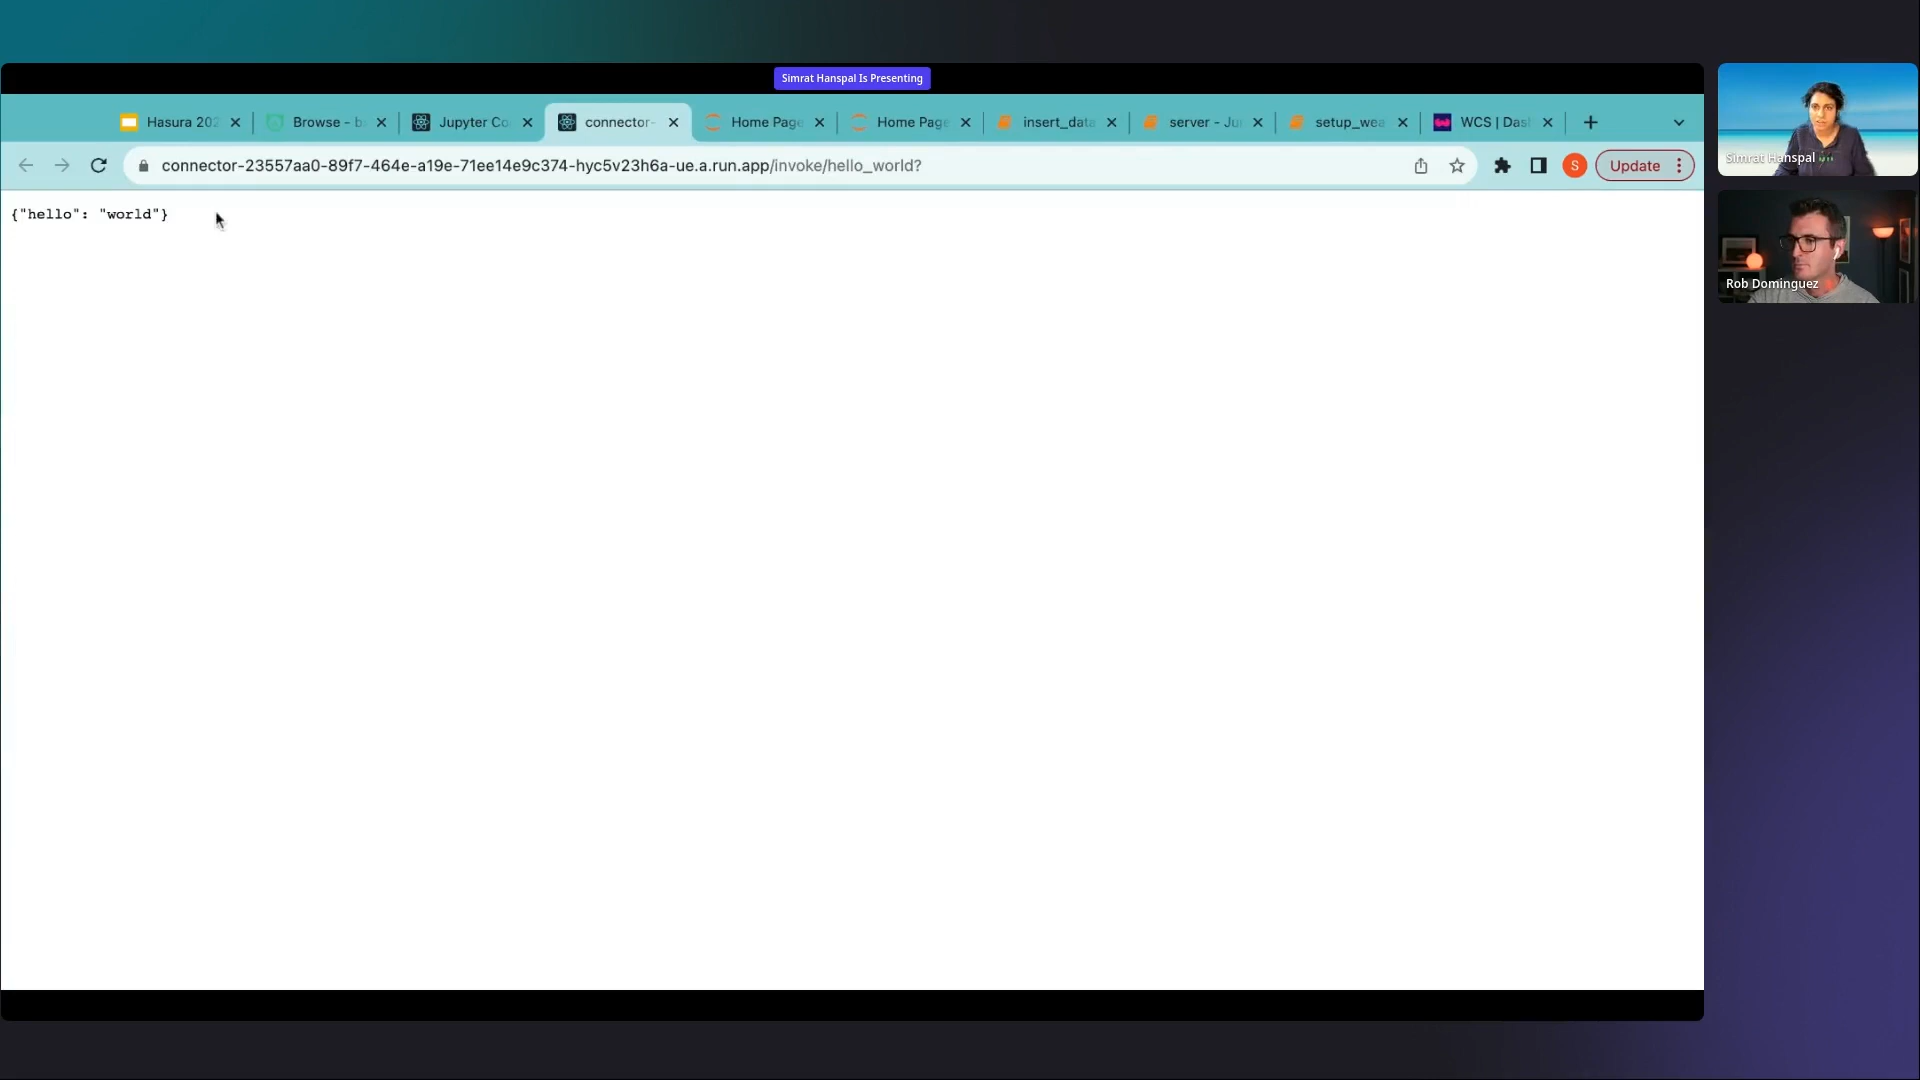 Simrat Hanspal Is Presenting
Hasura 202
Browse - b
Jupyter Co
connector-
Home Page
Home Page
insert_data
server - Ju
setup_wea
WCS | Das
connector-23557aa0-89f7-464e-a19e-71ee14e9c374-hyc5v23h6a-ue.a.run.app/invoke/hello_world?
S
Update
{"hello": "world"}
Simrat Hanspal
Rob Dominguez